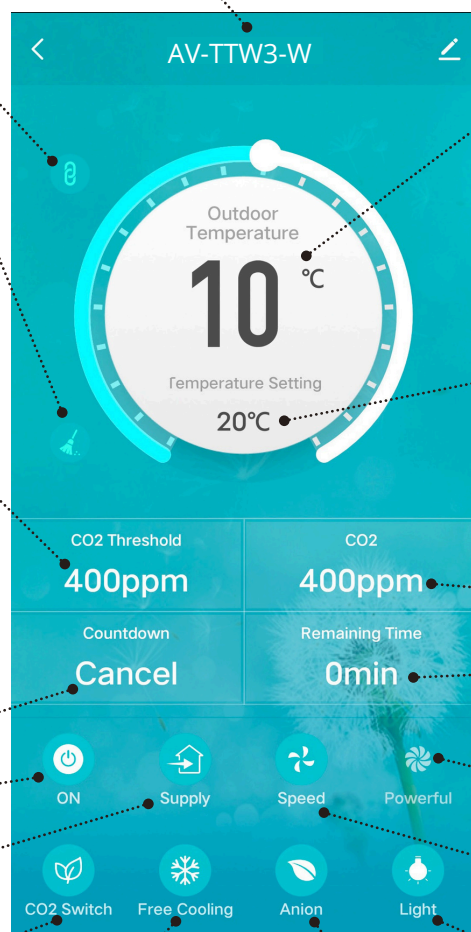 AV-TTW3-W
Outdoor
Temperature
10 °C
Temperature Setting
20°C
CO2 Threshold
400ppm
CO2
400ppm
Countdown
Cancel
Remaining Time
0min
ON
Supply
Speed
Powerful
CO2 Switch
Free Cooling
Anion
Light